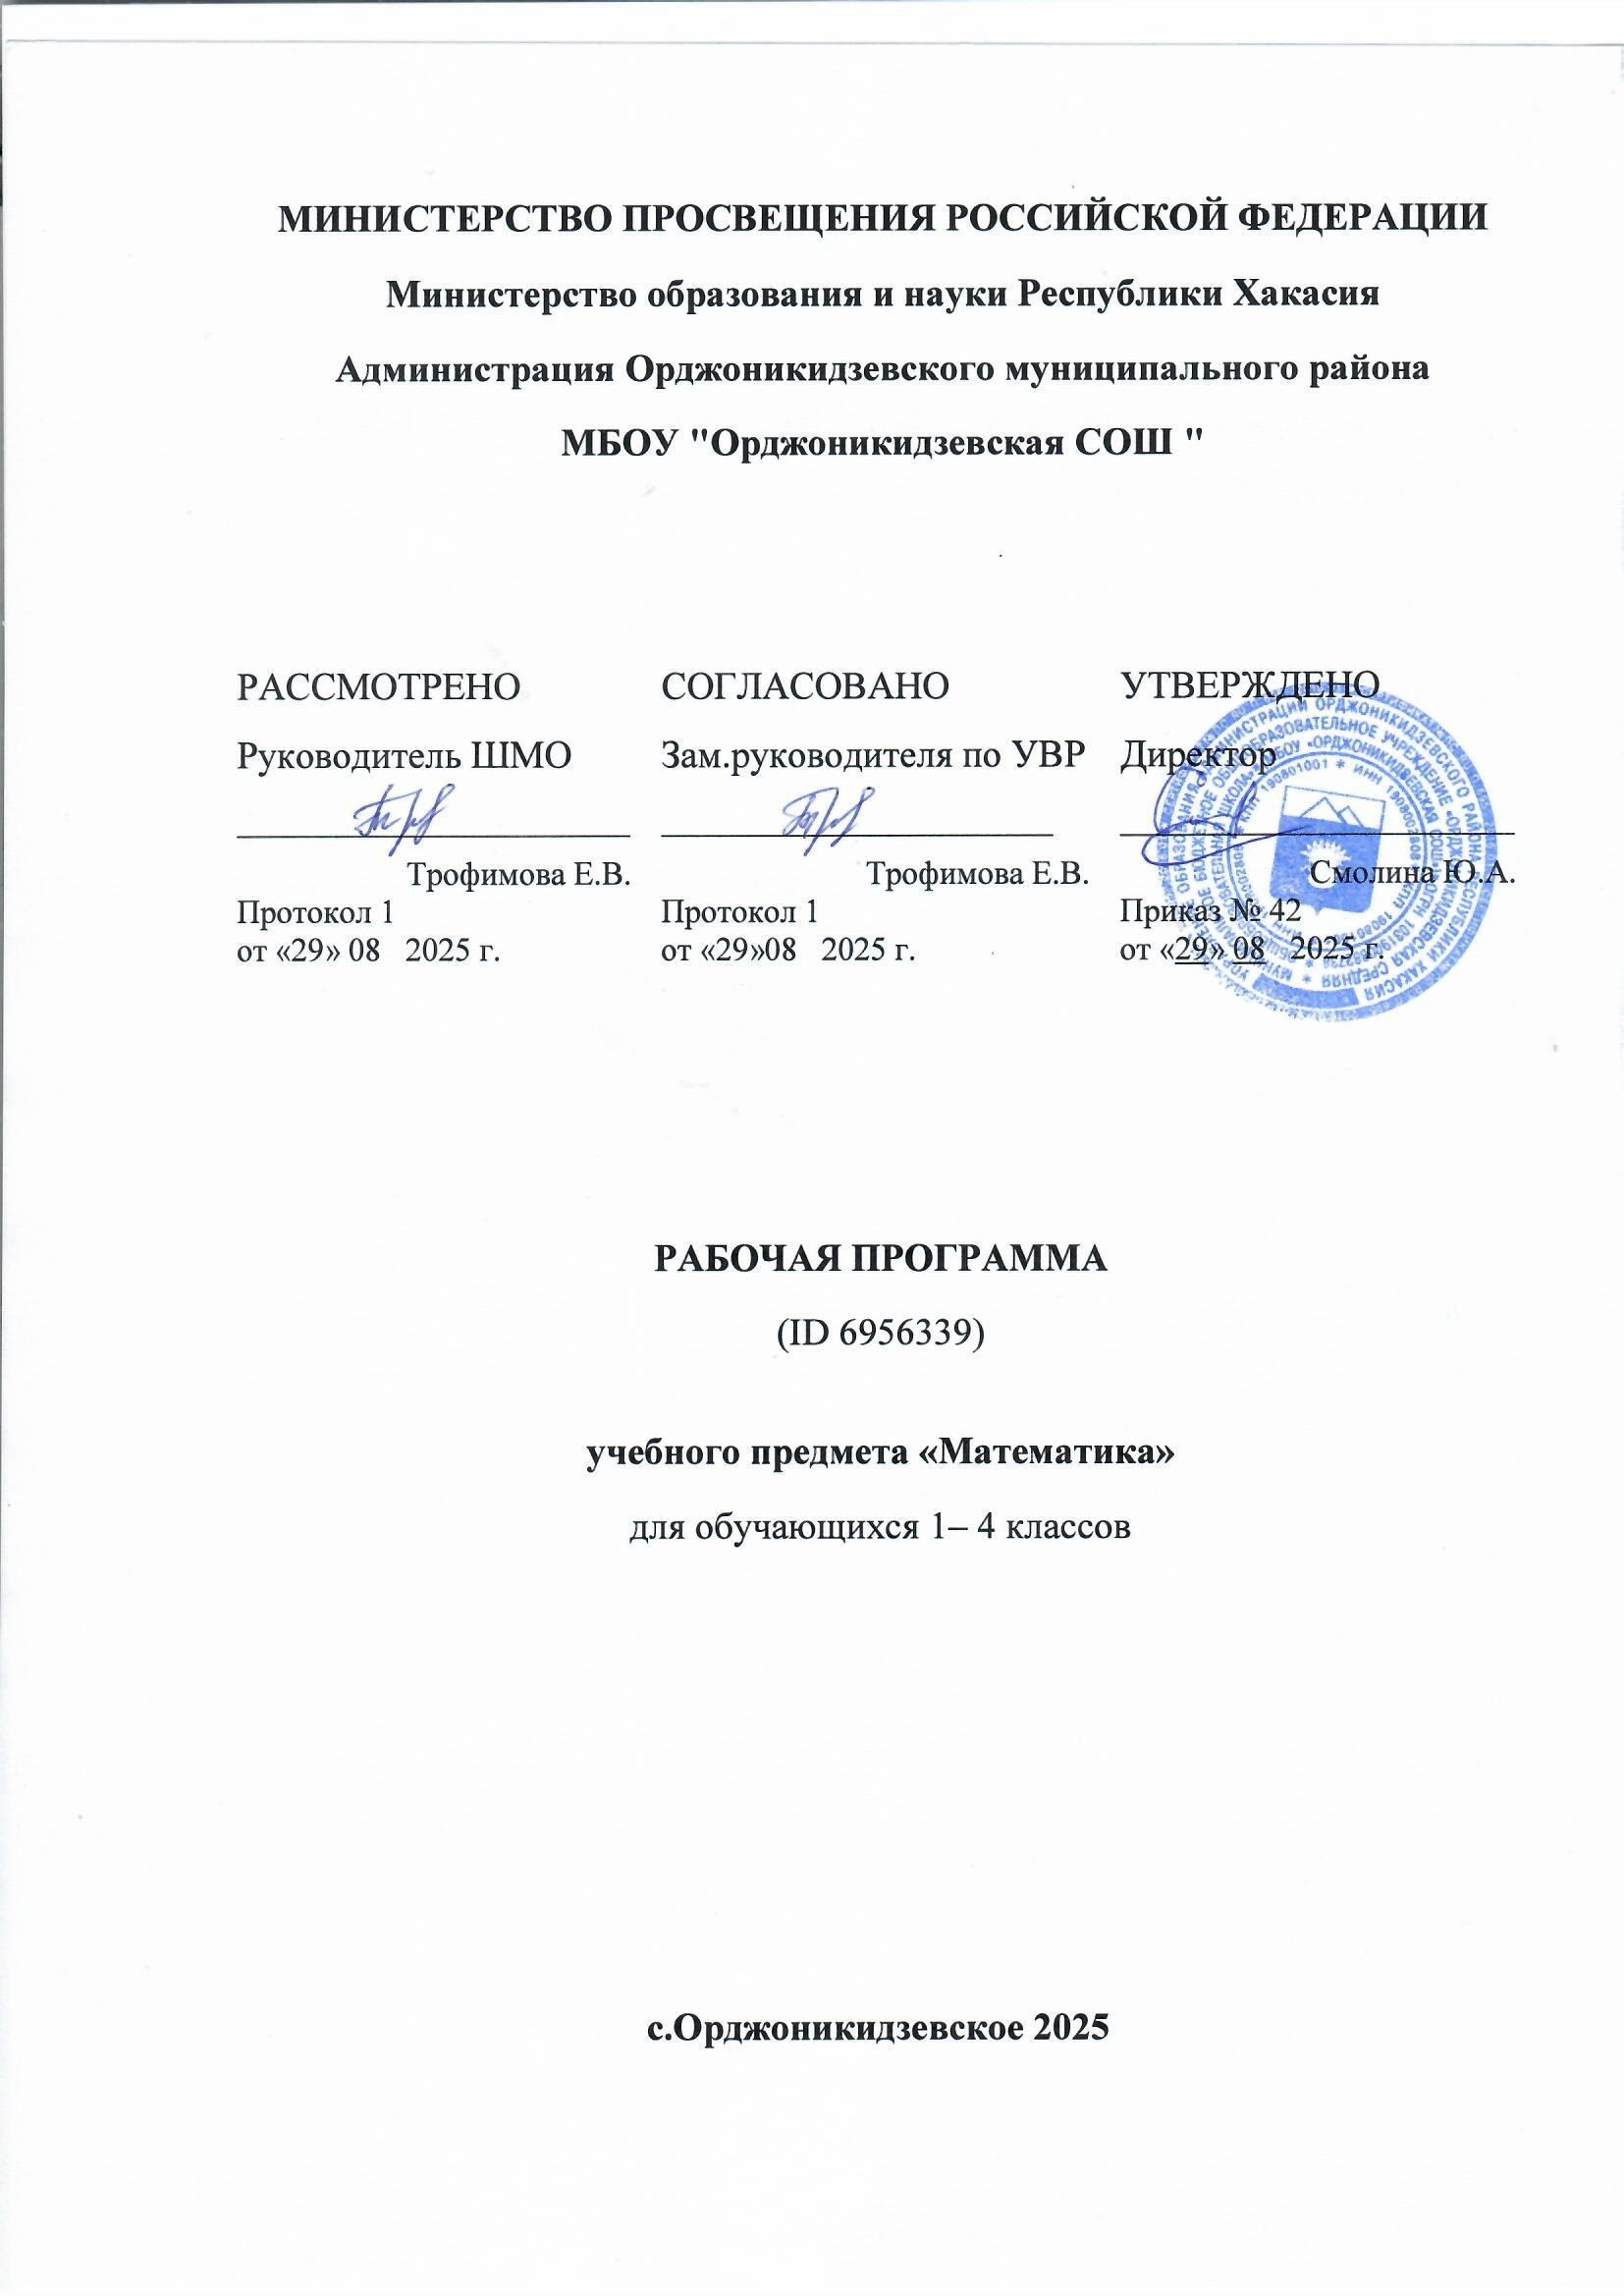 МИНИСТЕРСТВО ПРОСВЕЩЕНИЯ РОССИЙСКОЙ ФЕДЕРАЦИИ
Министерство образования и науки Республики Хакасия
Администрация Орджоникидзевского муниципального района
МБОУ "Орджоникидзевская СОШ "
РАССМОТРЕНО
Руководитель ШМО
Трофимова Е.В.
Протокол 1
от «29» 08 2025 г.
СОГЛАСОВАНО
Зам.руководителя по УВР
Трофимова Е.В.
Протокол 1
от «29»08 2025 г.
УТВЕРЖДЕНО
Директор
Смолина Ю.А.
Приказ № 42
от «29» 08 2025 г.
РАБОЧАЯ ПРОГРАММА
(ID 6956339)
учебного предмета «Математика»
для обучающихся 1– 4 классов
с.Орджоникидзевское 2025